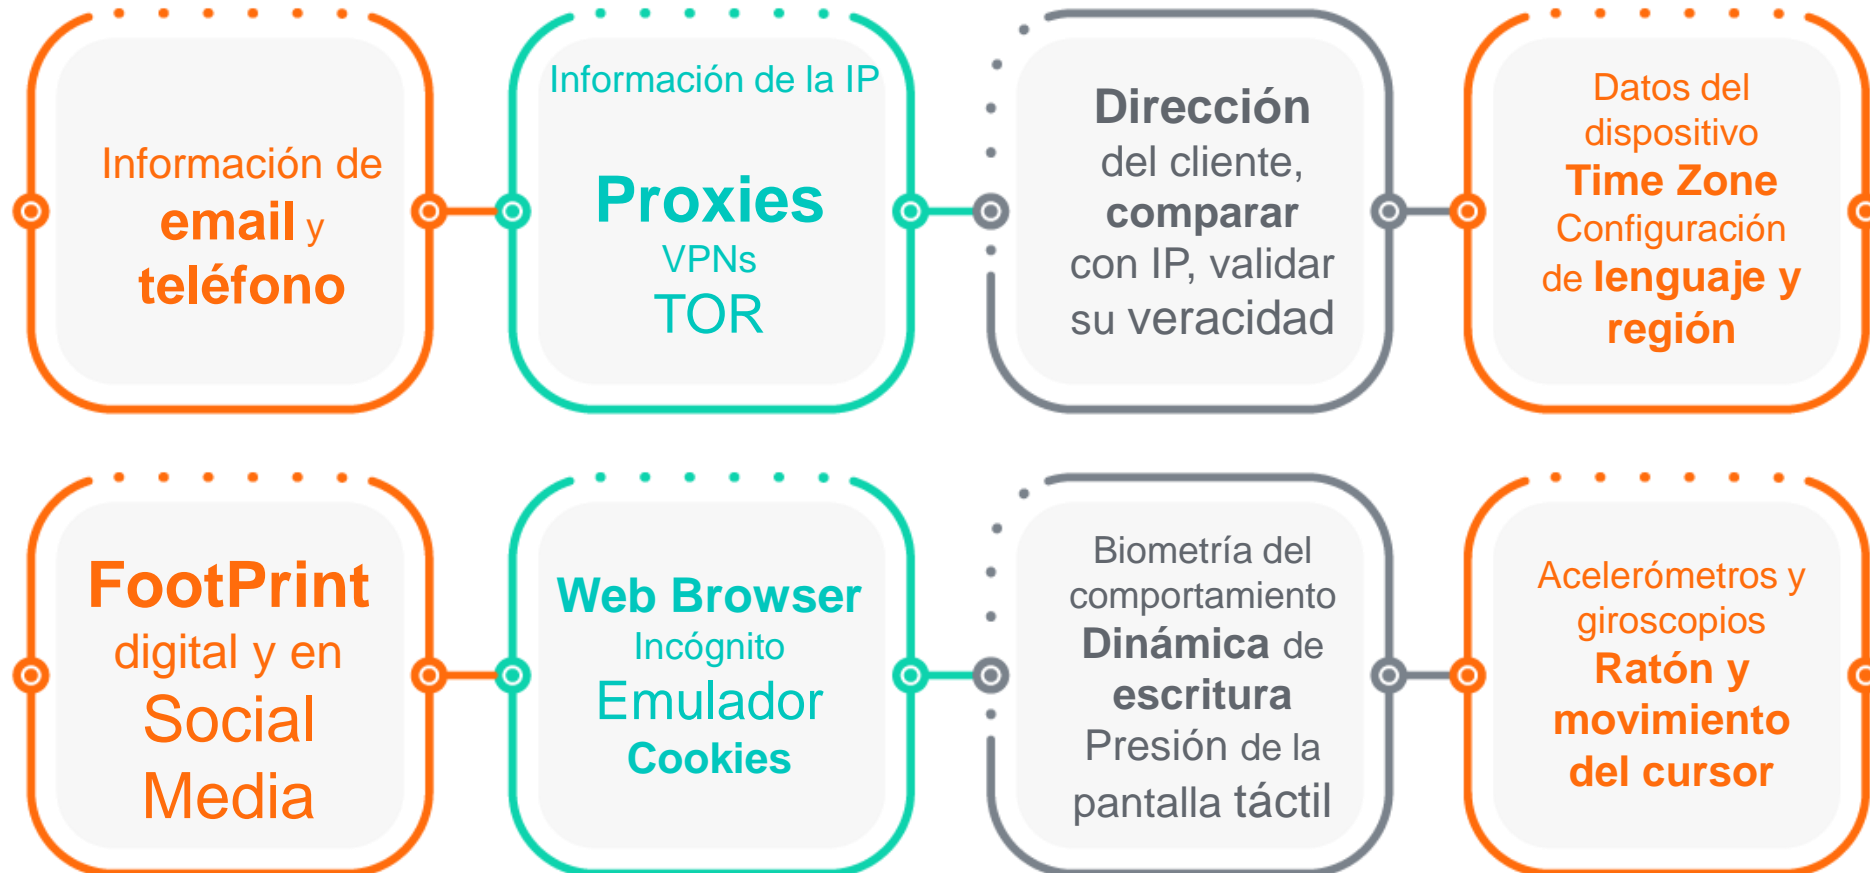 Información de
email y
teléfono
Información de la IP
Proxies
VPNs
TOR
Dirección
del cliente,
comparar
con IP, validar
su veracidad
Datos del
dispositivo
Time Zone
Configuración
de lenguaje y
región
FootPrint
digital y en
Social
Media
Web Browser
Incógnito
Emulador
Cookies
Biometría del
comportamiento
Dinámica de
escritura
Presión de la
pantalla táctil
Acelerómetros y
giroscopios
Ratón y
movimiento
del cursor